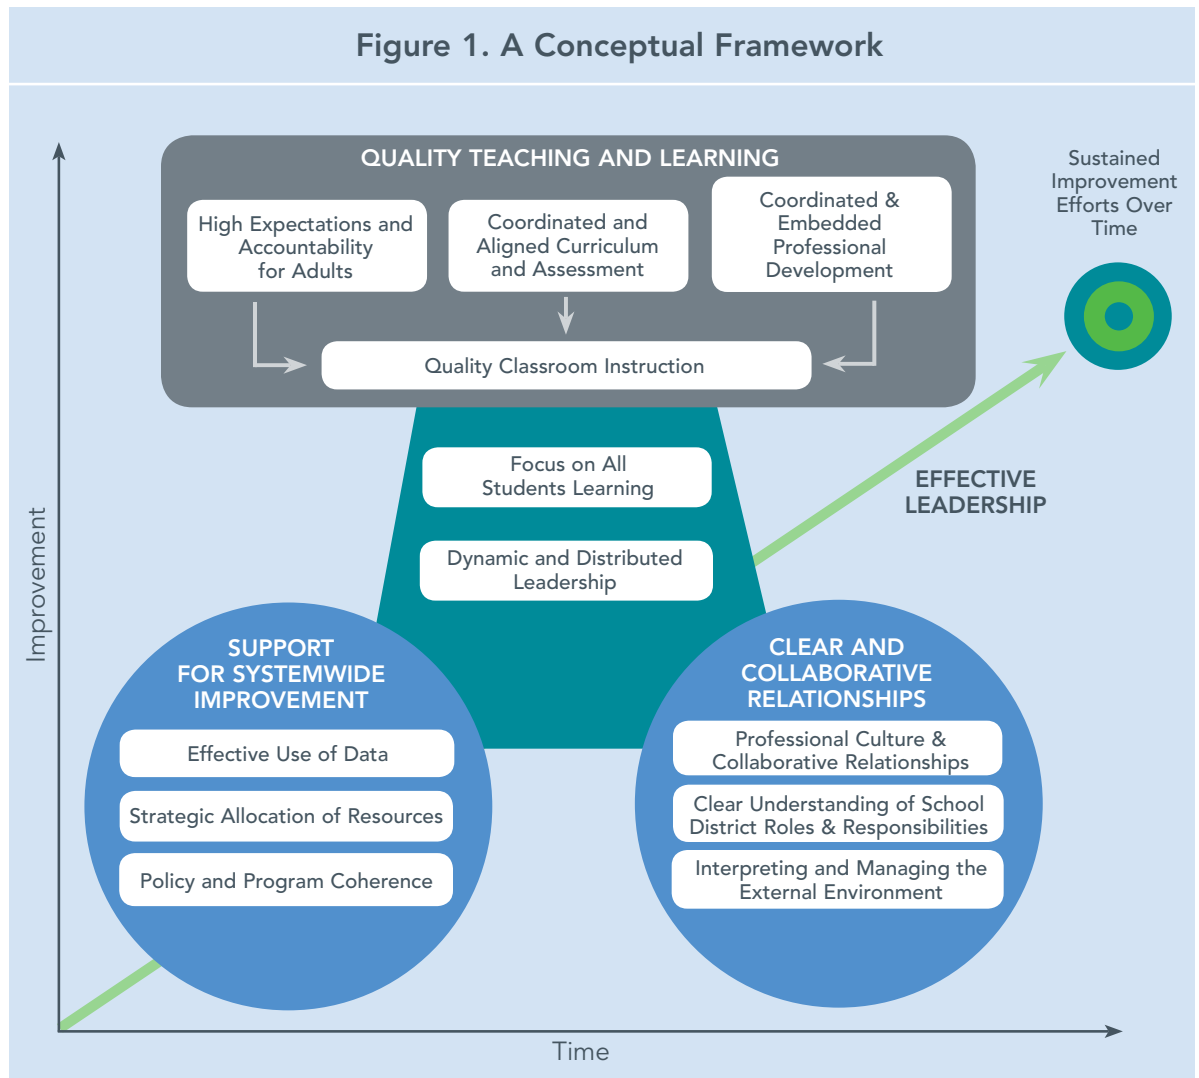 Figure 1. A Conceptual Framework
QUALITY TEACHING AND LEARNING
High Expectations and
Accountability
for Adults
Coordinated and
Aligned Curriculum
and Assessment
Coordinated &
Embedded
Professional
Development
Quality Classroom Instruction
Sustained
Improvement
Efforts Over
Time
Focus on All
Students Learning
Dynamic and Distributed
Leadership
EFFECTIVE
LEADERSHIP
Improvement
SUPPORT
FOR SYSTEMWIDE
IMPROVEMENT
Effective Use of Data
Strategic Allocation of Resources
Policy and Program Coherence
CLEAR AND
COLLABORATIVE
RELATIONSHIPS
Professional Culture &
Collaborative Relationships
Clear Understanding of School
District Roles & Responsibilities
Interpreting and Managing the
External Environment
Time